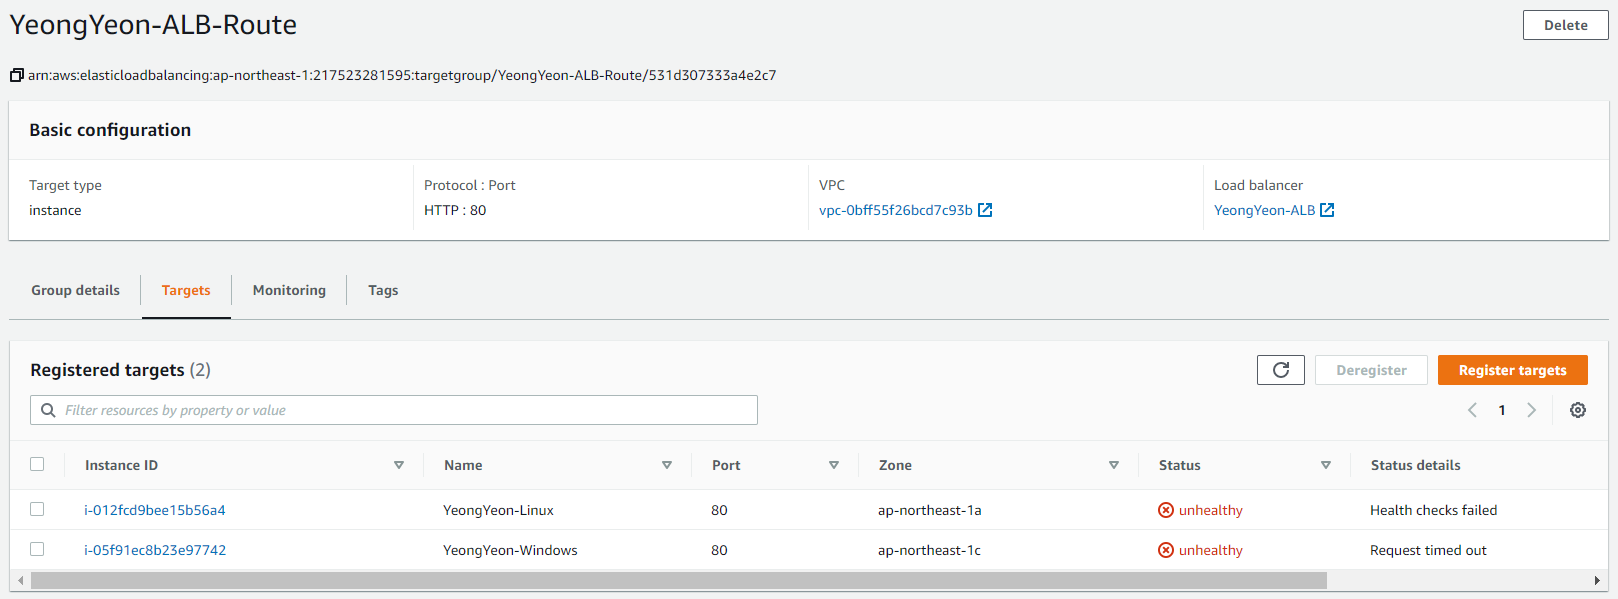 YeongYeon-ALB-Route
Delete
arn:aws:elasticloadbalancing:ap-northeast-1:217523281595:targetgroup/YeongYeon-ALB-Route/531d307333a4e2c7
Basic configuration
Target type Protocol : Port VPC Load balancer
instance HTTP : 80 vpc-0bff55f26bcd7c93b YeongYeon-ALB
Group details Targets Monitoring Tags
Registered targets (2) Deregister Register targets
Filter resources by property or value 1
Instance ID Name Port Zone Status Status details
i-012fcd9bee15b56a4 YeongYeon-Linux 80 ap-northeast-1a unhealthy Health checks failed
i-05f91ec8b23e97742 YeongYeon-Windows 80 ap-northeast-1c unhealthy Request timed out